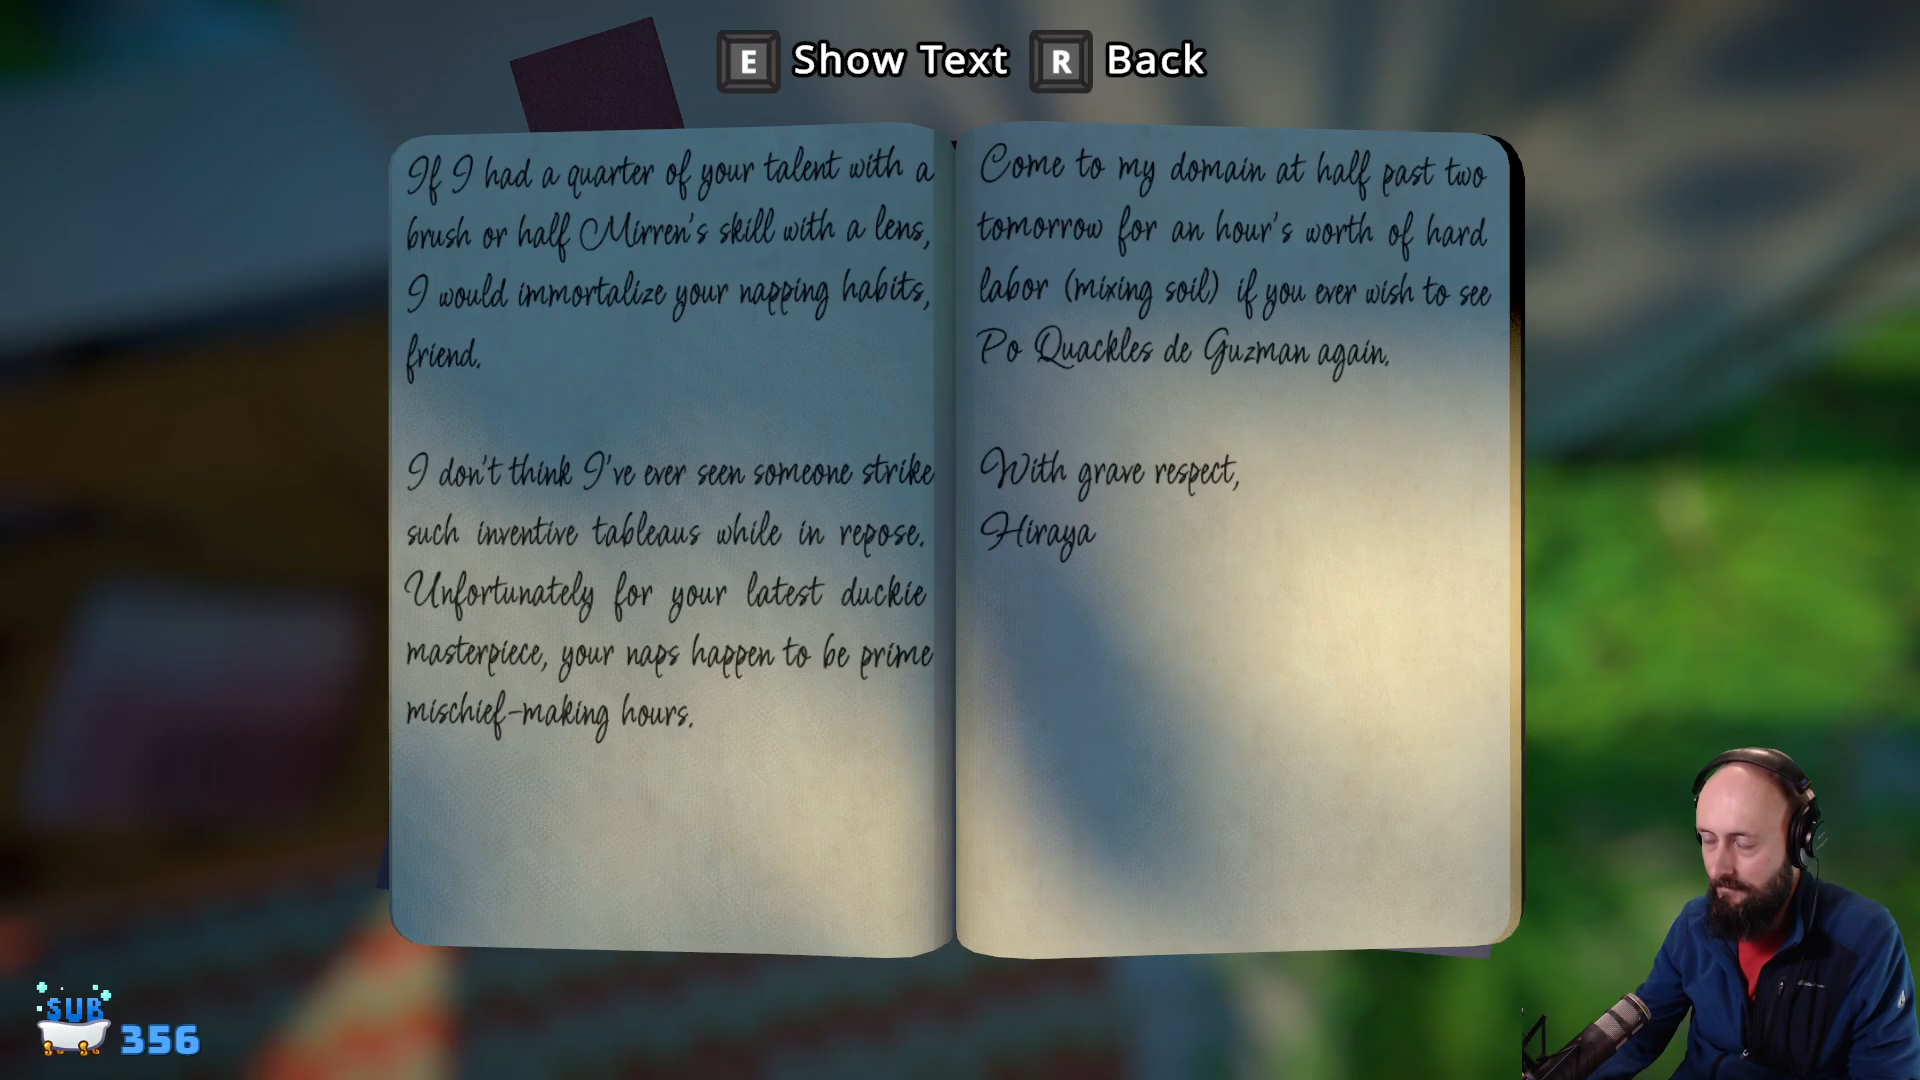 E Show Text R Back
If I had a quarter of your talent with a
brush or half Mirren's skill with a lens,
I would immortalize your napping habits,
friend.
I don't think I've ever seen someone strike
such inventive tableaus while in repose.
Unfortunately for your latest duckie
masterpiece, your naps happen to be prime
mischief-making hours.
Come to my domain at half past two
tomorrow for an hour's worth of hard
labor (mixing soil) if you ever wish to see
Po Quackles de Guzman again.
With grave respect,
Hiraya
SUB
356